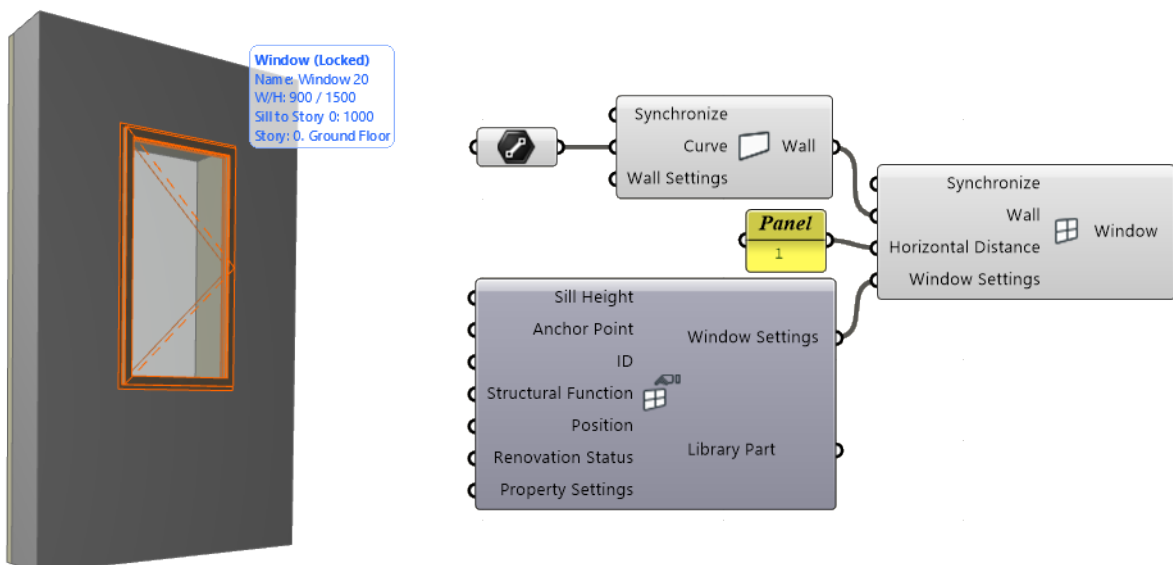 Window (Locked)
Name: Window 20
W/H: 900 / 1500
Sill to Story 0: 1000
Story: 0. Ground Floor
Synchronize
Curve
Wall
Wall Settings
Panel
1
Synchronize
Wall
Horizontal Distance
Window
Window Settings
Sill Height
Anchor Point
Window Settings
ID
Structural Function
Position
Library Part
Renovation Status
Property Settings